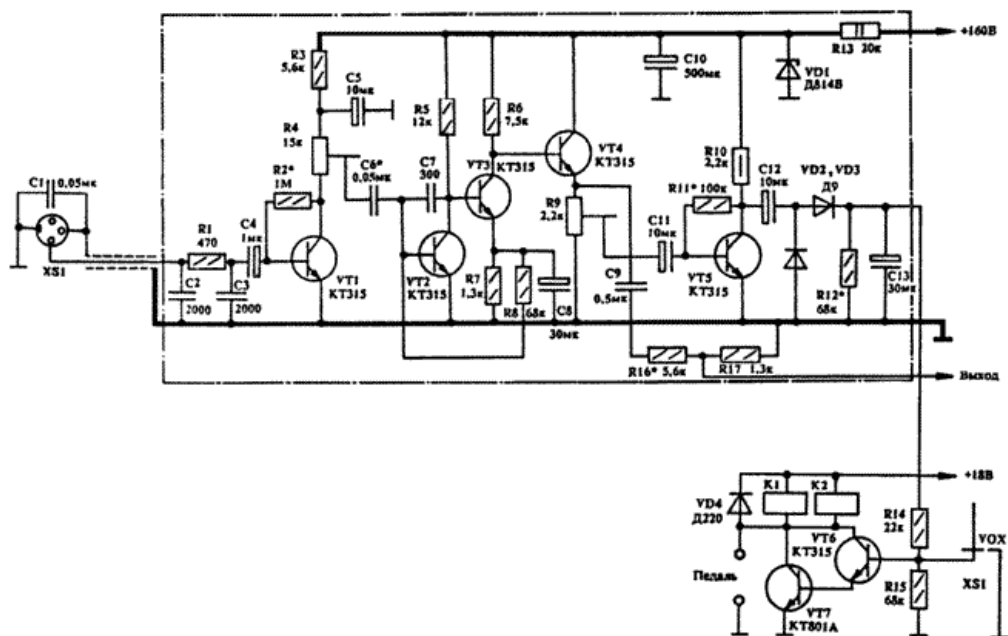 +160В
R3
5,6к
C5
10мк
R4
15к
R5
12к
R6
7,5к
C10
500мк
VD1
Д814В
R13 20к
VT4
КТ315
C1 0,05мк
R2*
1М
C6*
0,05мк
C7
300
VT3
КТ315
R10
2,2к
C12
10мк
VD2, VD3
Д9
R11* 100к
R9
2,2к
C11
10мк
XS1
R1
470
C4
1мк
VT1
КТ315
VT2
КТ315
R7
1,3к
R8 68к
C8
30мк
C9
0,5мк
VT5
КТ315
R12*
68к
C13
30мк
C2
2000
C3
2000
R16* 5,6к
R17 1,3к
Выход
+18В
VD4
Д220
К1
К2
VT6
КТ315
R14
22к
VOX
Педаль
VT7
КТ801А
R15
68к
XS1